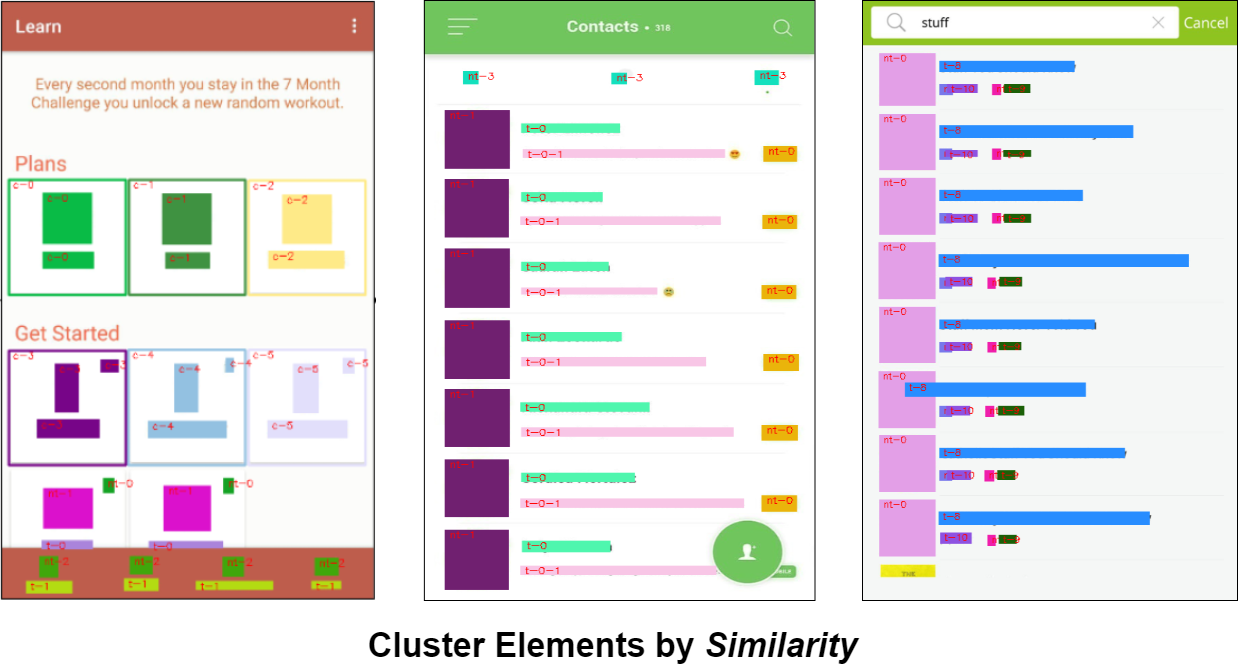 Learn
Every second month you stay in the 7 Month
Challenge you unlock a new random workout.
Plans
c-0 c-1 c-2
c-0 c-1 c-2
c-0 c-1 c-2
Get Started
c-3 c-4 c-5
c-3 c-4 c-5
c-3 c-4 c-5
c-3 c-4 c-5
nt-0 nt-0
nt-1 nt-1
t-0 t-0
nt-2 nt-2 nt-2 nt-2
t-1 t-1 t-1 t-1
Contacts • 318
nt-3 nt-3 nt-3
nt-1
t-0
t-0-1 nt-0
nt-1
t-0
t-0-1 nt-0
nt-1
t-0
t-0-1 nt-0
nt-1
t-0
t-0-1 nt-0
nt-1
t-0
t-0-1 nt-0
nt-1
t-0
t-0-1 nt-0
nt-1
t-0
t-0-1
stuff Cancel
nt-0
t-8
t-10
nt-0
t-8
t-10
nt-0
t-8
t-10
nt-0
t-8
t-10
nt-0
t-8
t-10
nt-0
t-8
t-10
nt-0
t-8
t-10
nt-0
t-8
t-10
Cluster Elements by Similarity